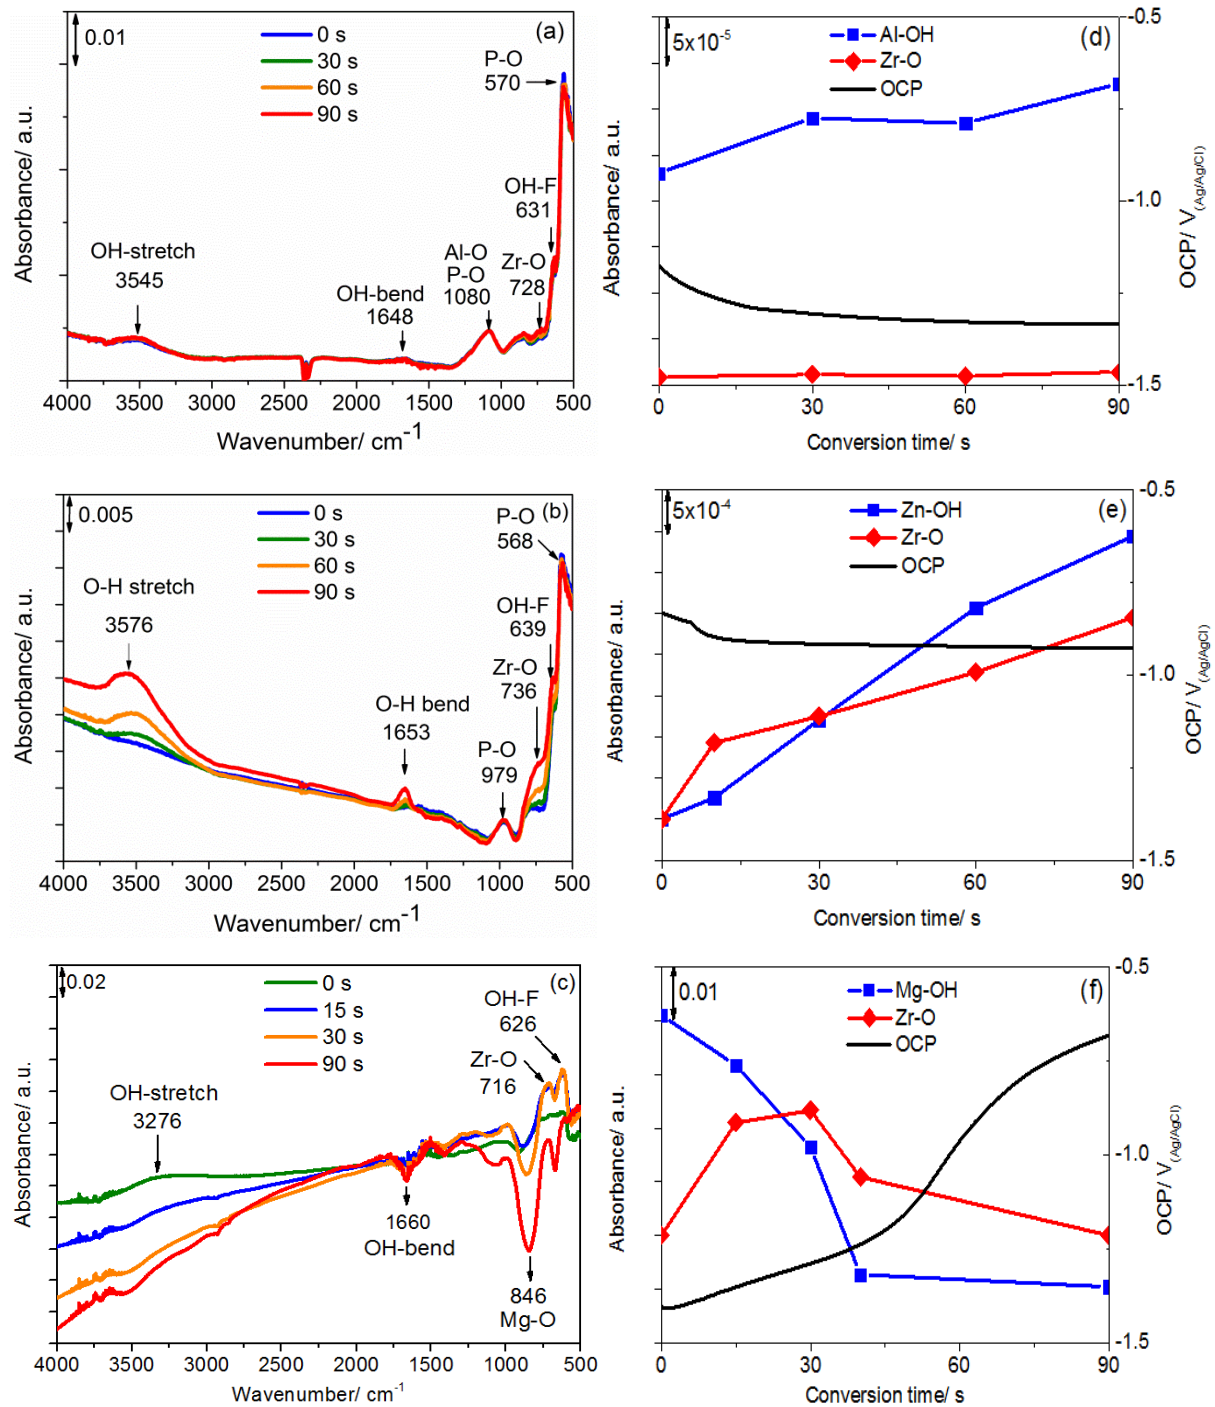 0.01
(a)
0 s
30 s
60 s
90 s
P-O
570
OH-F
631
OH-stretch
3545
Al-O
P-O
1080
Zr-O
728
OH-bend
1648
Absorbance/ a.u.
4000 3500 3000 2500 2000 1500 1000 500
Wavenumber/ cm-1
5x10-5
(d)
Al-OH
Zr-O
OCP
-0.5
-1.0
-1.5
Absorbance/ a.u.
OCP/ V(Ag/Ag/Cl)
0 30 60 90
Conversion time/ s
0.005
(b)
0 s
30 s
60 s
90 s
P-O
568
O-H stretch
3576
OH-F
639
Zr-O
736
O-H bend
1653
P-O
979
Absorbance/ a.u.
4000 3500 3000 2500 2000 1500 1000 500
Wavenumber/ cm-1
5x10-4
(e)
Zn-OH
Zr-O
OCP
-0.5
-1.0
-1.5
Absorbance/ a.u.
OCP/ V(Ag/AgCl)
0 30 60 90
Conversion time/ s
0.02
(c)
0 s
15 s
30 s
90 s
OH-F
626
Zr-O
716
OH-stretch
3276
1660
OH-bend
846
Mg-O
Absorbance/ a.u.
4000 3500 3000 2500 2000 1500 1000 500
Wavenumber/ cm-1
0.01
(f)
Mg-OH
Zr-O
OCP
-0.5
-1.0
-1.5
Absorbance/ a.u.
OCP/ V(Ag/AgCl)
0 30 60 90
Conversion time/ s